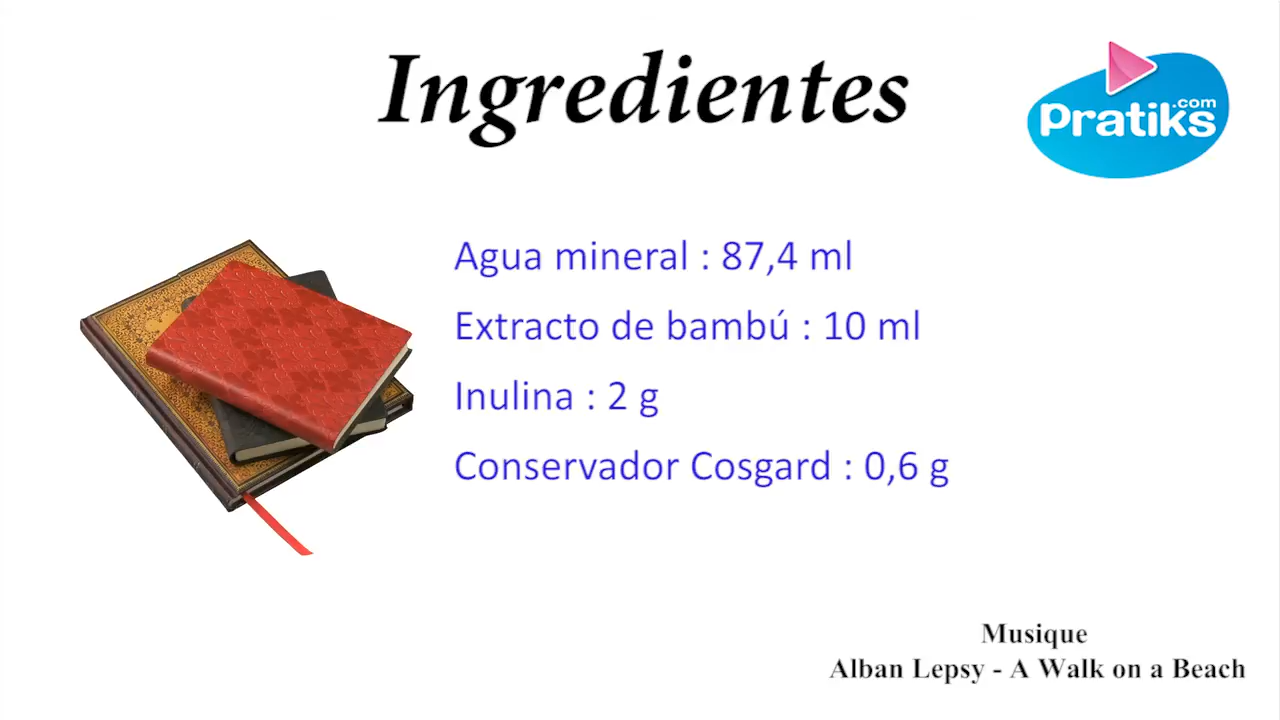 Ingredientes
Pratiks.com
Agua mineral : 87,4 ml
Extracto de bambú : 10 ml
Inulina : 2 g
Conservador Cosgard : 0,6 g
Musique
Alban Lepsy - A Walk on a Beach